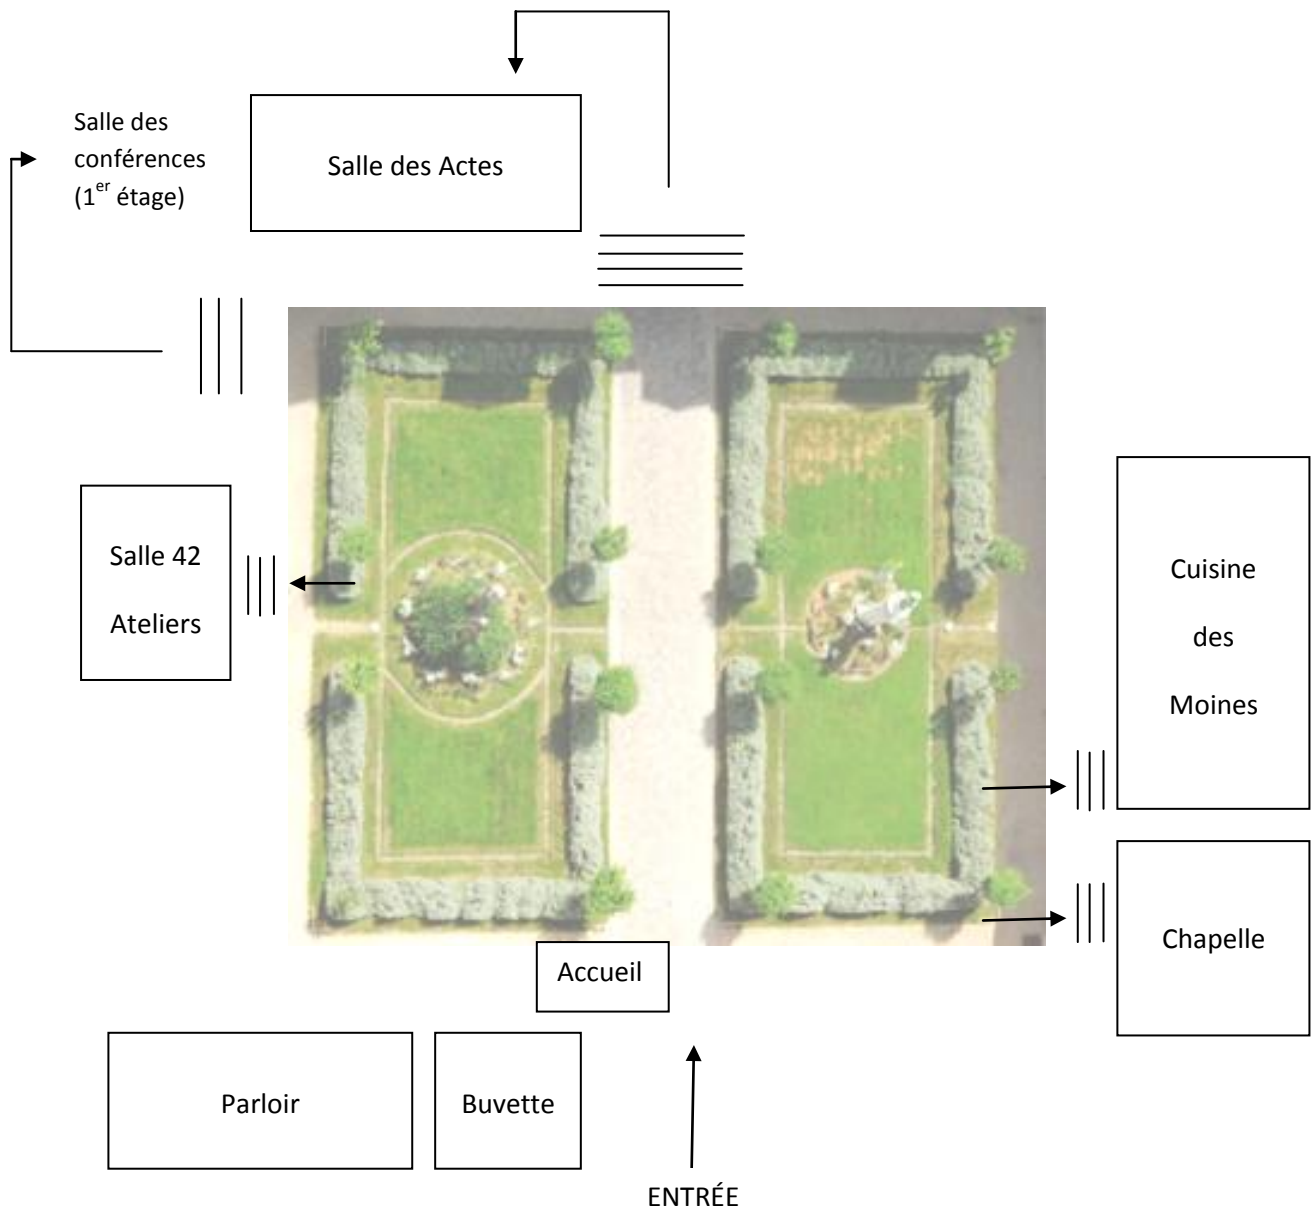 Salle des
conférences
(1er étage)
Salle des Actes
Salle 42
Ateliers
Cuisine
des
Moines
Chapelle
Accueil
Parloir
Buvette
ENTRÉE